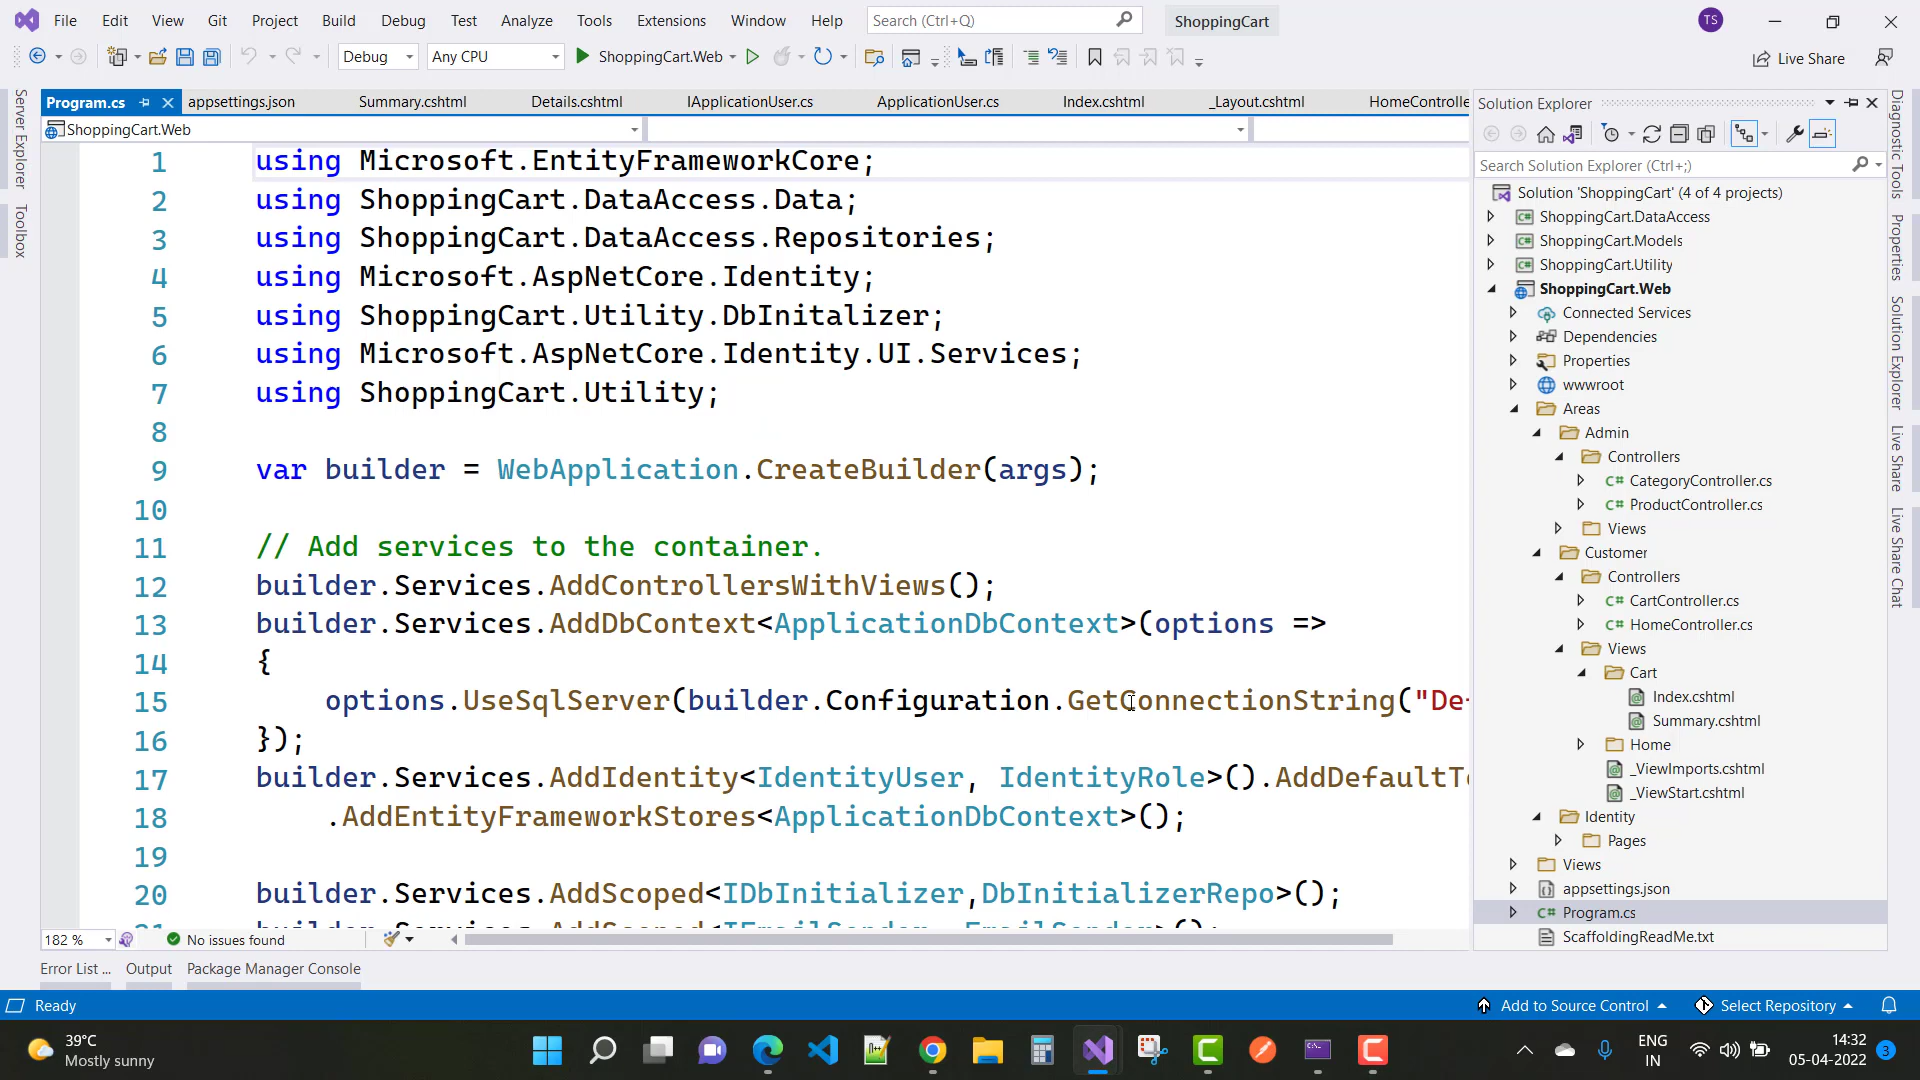 File Edit View Git Project Build Debug Test Analyze Tools Extensions Window Help Search (Ctrl+Q) ShoppingCart TS
Debug Any CPU ShoppingCart.Web Live Share
Program.cs appsettings.json Summary.cshtml Details.cshtml IApplicationUser.cs ApplicationUser.cs Index.cshtml _Layout.cshtml HomeControlle
ShoppingCart.Web
Server Explorer
Toolbox
1 using Microsoft.EntityFrameworkCore;
2 using ShoppingCart.DataAccess.Data;
3 using ShoppingCart.DataAccess.Repositories;
4 using Microsoft.AspNetCore.Identity;
5 using ShoppingCart.Utility.DbInitalizer;
6 using Microsoft.AspNetCore.Identity.UI.Services;
7 using ShoppingCart.Utility;
8
9 var builder = WebApplication.CreateBuilder(args);
10
11 // Add services to the container.
12 builder.Services.AddControllersWithViews();
13 builder.Services.AddDbContext<ApplicationDbContext>(options =>
14 {
15 options.UseSqlServer(builder.Configuration.GetConnectionString("De
16 });
17 builder.Services.AddIdentity<IdentityUser, IdentityRole>().AddDefaultT
18 .AddEntityFrameworkStores<ApplicationDbContext>();
19
20 builder.Services.AddScoped<IDbInitializer,DbInitializerRepo>();
182 % No issues found
Error List ... Output Package Manager Console
Solution Explorer
Search Solution Explorer (Ctrl+;)
Solution 'ShoppingCart' (4 of 4 projects)
ShoppingCart.DataAccess
ShoppingCart.Models
ShoppingCart.Utility
ShoppingCart.Web
Connected Services
Dependencies
Properties
wwwroot
Areas
Admin
Controllers
CategoryController.cs
ProductController.cs
Views
Customer
Controllers
CartController.cs
HomeController.cs
Views
Cart
Index.cshtml
Summary.cshtml
Home
_ViewImports.cshtml
_ViewStart.cshtml
Identity
Pages
Views
appsettings.json
Program.cs
ScaffoldingReadMe.txt
Diagnostic Tools
Properties
Solution Explorer
Live Share
Live Share Chat
Ready Add to Source Control Select Repository
39°C
Mostly sunny
ENG
IN
14:32
05-04-2022
3